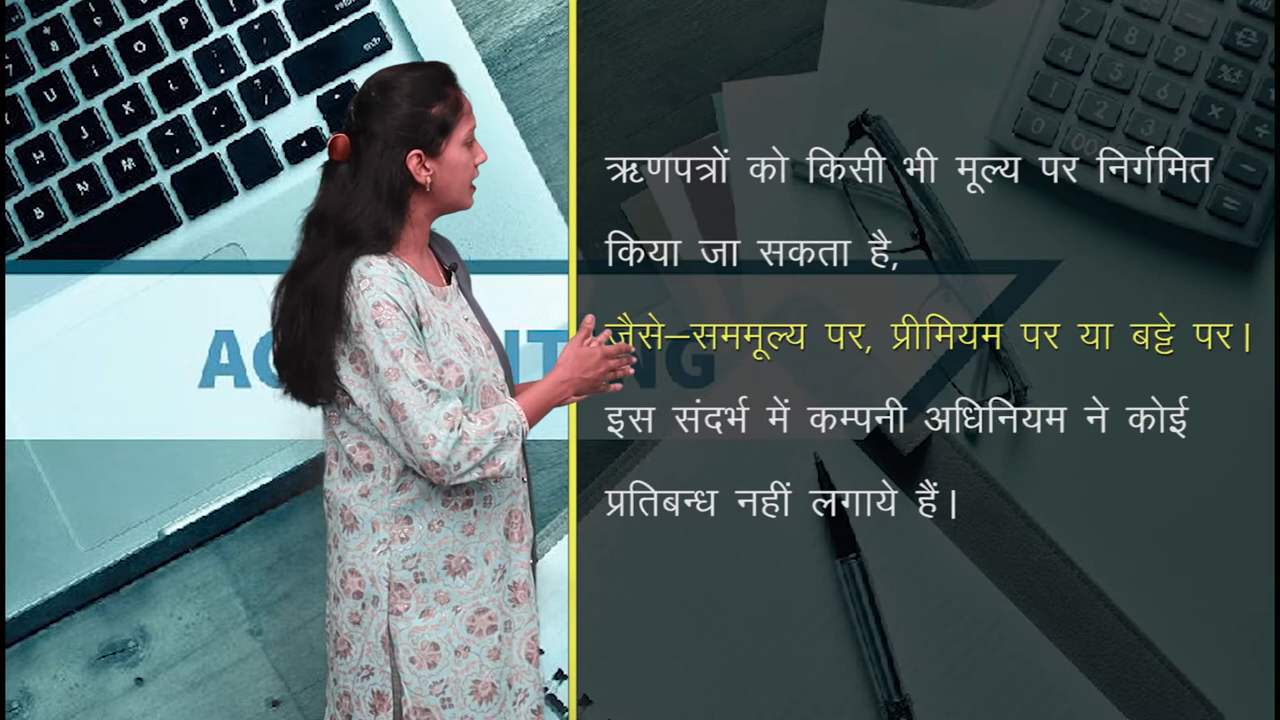 ऋणपत्रों को किसी भी मूल्य पर निर्गमित
किया जा सकता है,
जैसे–सममूल्य पर, प्रीमियम पर या बट्टे पर।
इस संदर्भ में कम्पनी अधिनियम ने कोई
प्रतिबन्ध नहीं लगाये हैं।